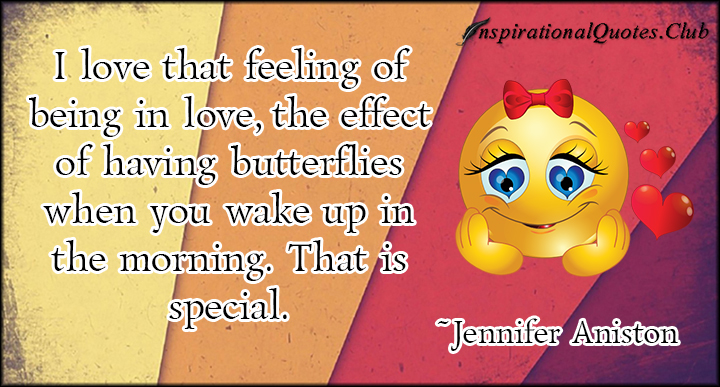 InspirationalQuotes.Club
I love that feeling of
being in love, the effect
of having butterflies
when you wake up in
the morning. That is
special.
~Jennifer Aniston